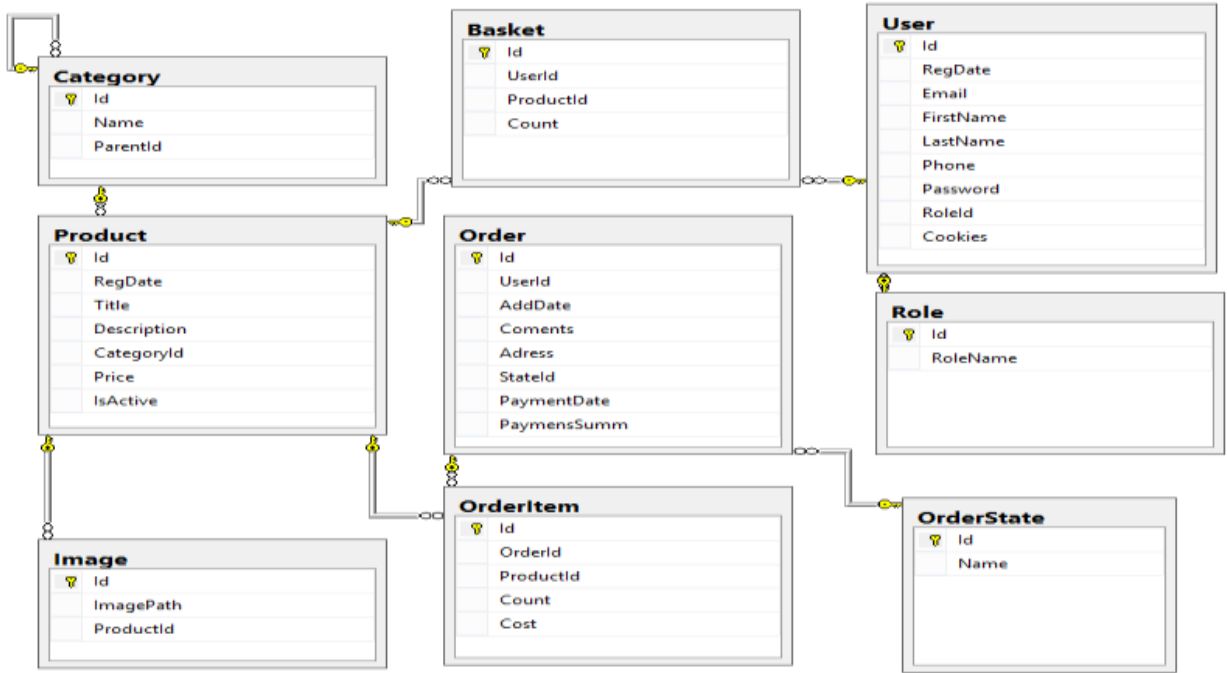 Category
Id
Name
ParentId
Basket
Id
UserId
ProductId
Count
User
Id
RegDate
Email
FirstName
LastName
Phone
Password
RoleId
Cookies
Product
Id
RegDate
Title
Description
CategoryId
Price
IsActive
Order
Id
UserId
AddDate
Coments
Adress
StateId
PaymentDate
PaymensSumm
Role
Id
RoleName
Image
Id
ImagePath
ProductId
OrderItem
Id
OrderId
ProductId
Count
Cost
OrderState
Id
Name